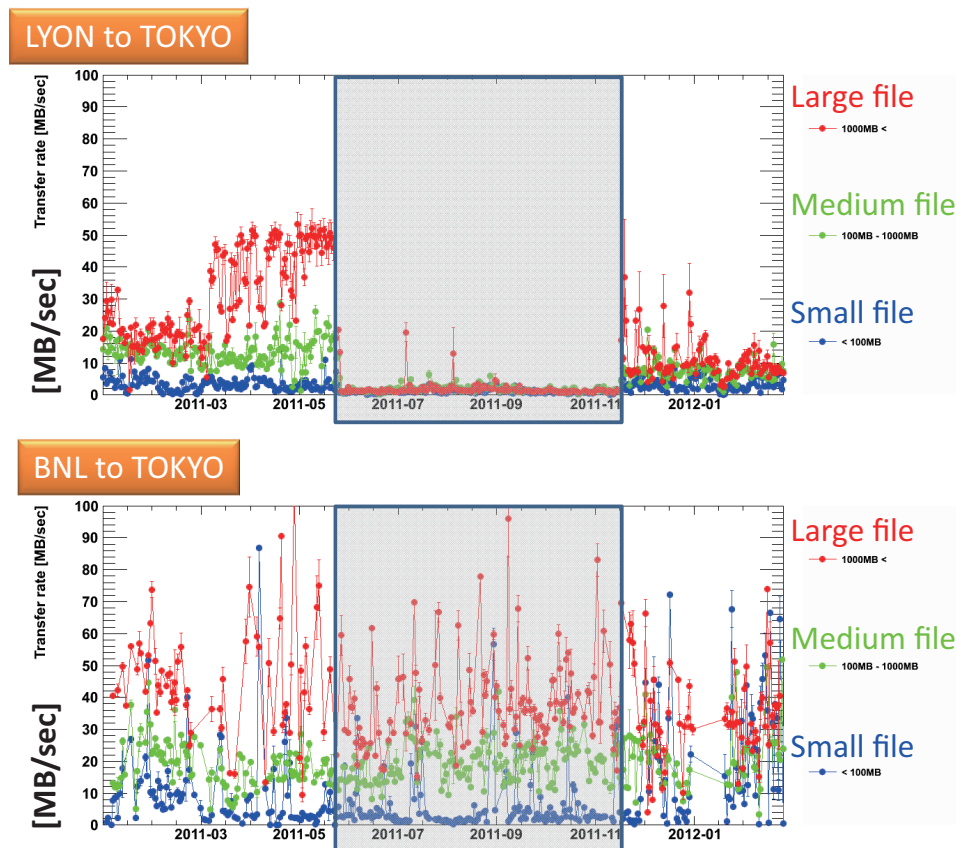 LYON to TOKYO
Transfer rate [MB/sec]
[MB/sec]
100
90
80
70
60
50
40
30
20
10
0
2011-03
2011-05
2011-07
2011-09
2011-11
2012-01
Large file
1000MB <
Medium file
100MB - 1000MB
Small file
< 100MB
BNL to TOKYO
Transfer rate [MB/sec]
[MB/sec]
100
90
80
70
60
50
40
30
20
10
0
2011-03
2011-05
2011-07
2011-09
2011-11
2012-01
Large file
1000MB <
Medium file
100MB - 1000MB
Small file
< 100MB